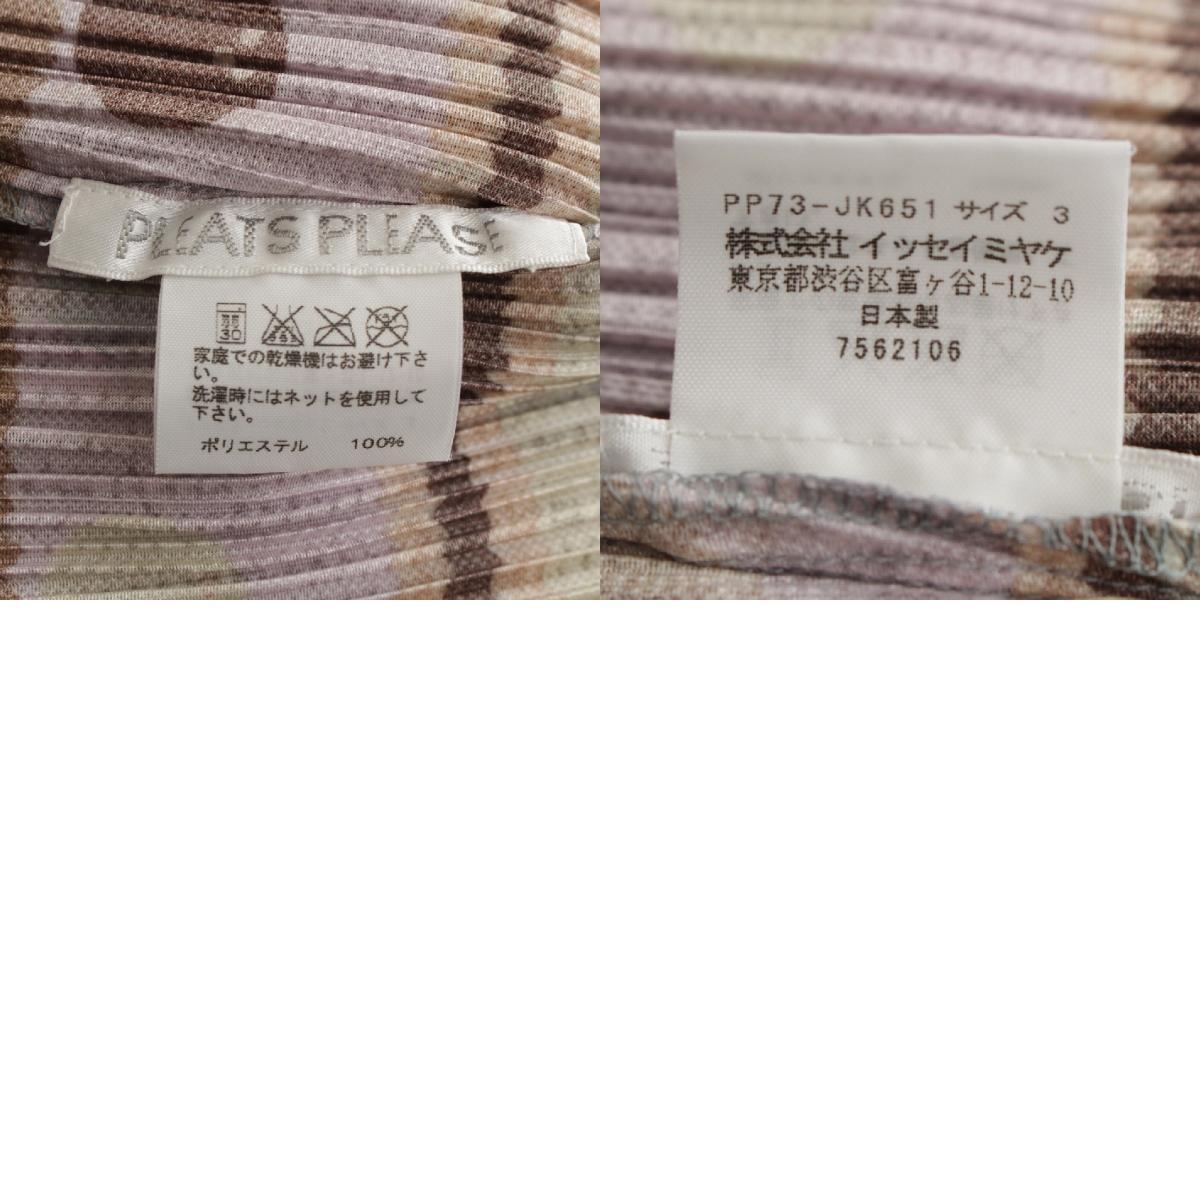 PLEATS PLEASE
30
家庭での乾燥機はお避け下さ
い。
洗濯時にはネットを使用して
下さい。
ポリエステル 100%
PP73-JK651 サイズ 3
株式会社 イッセイミヤケ
東京都渋谷区富ヶ谷1-12-10
日本製
7562106